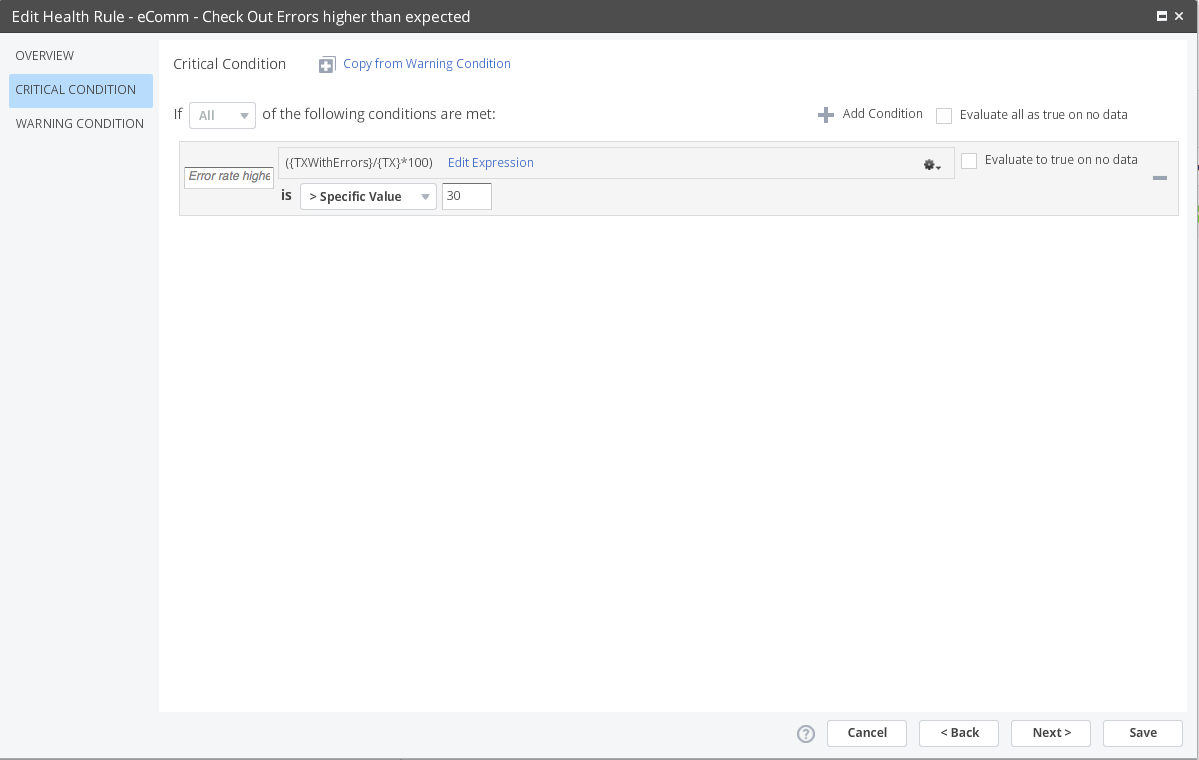 Edit Health Rule - eComm - Check Out Errors higher than expected
OVERVIEW
CRITICAL CONDITION
WARNING CONDITION
Critical Condition Copy from Warning Condition
If All of the following conditions are met: Add Condition Evaluate all as true on no data
Error rate highe
({TXWithErrors}/{TX}*100) Edit Expression Evaluate to true on no data
is > Specific Value 30
? Cancel < Back Next > Save